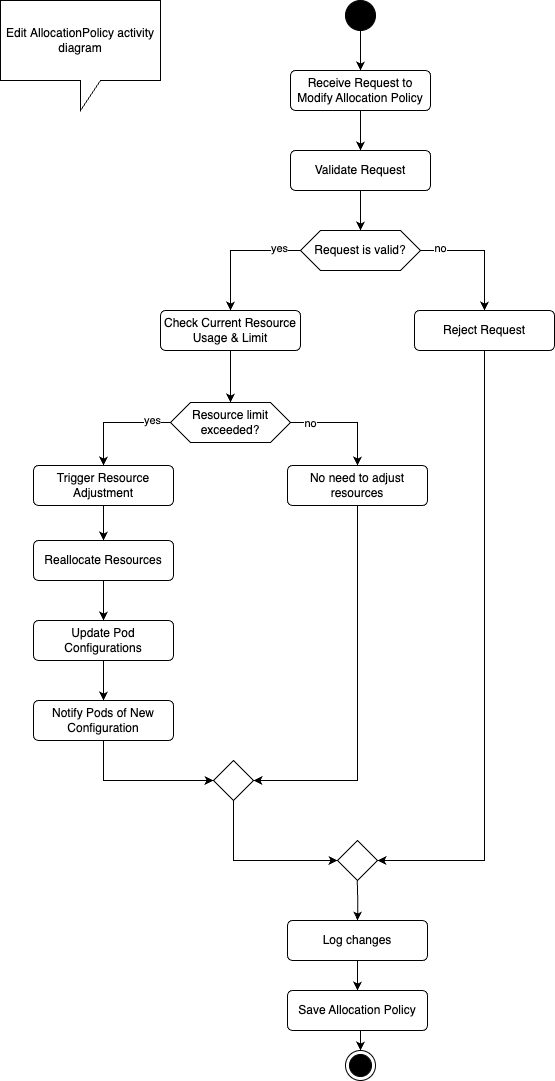 Edit AllocationPolicy activity
diagram
Receive Request to
Modify Allocation Policy
Validate Request
Request is valid?
yes
no
Check Current Resource
Usage & Limit
Reject Request
Resource limit
exceeded?
yes
no
Trigger Resource
Adjustment
No need to adjust
resources
Reallocate Resources
Update Pod
Configurations
Notify Pods of New
Configuration
Log changes
Save Allocation Policy